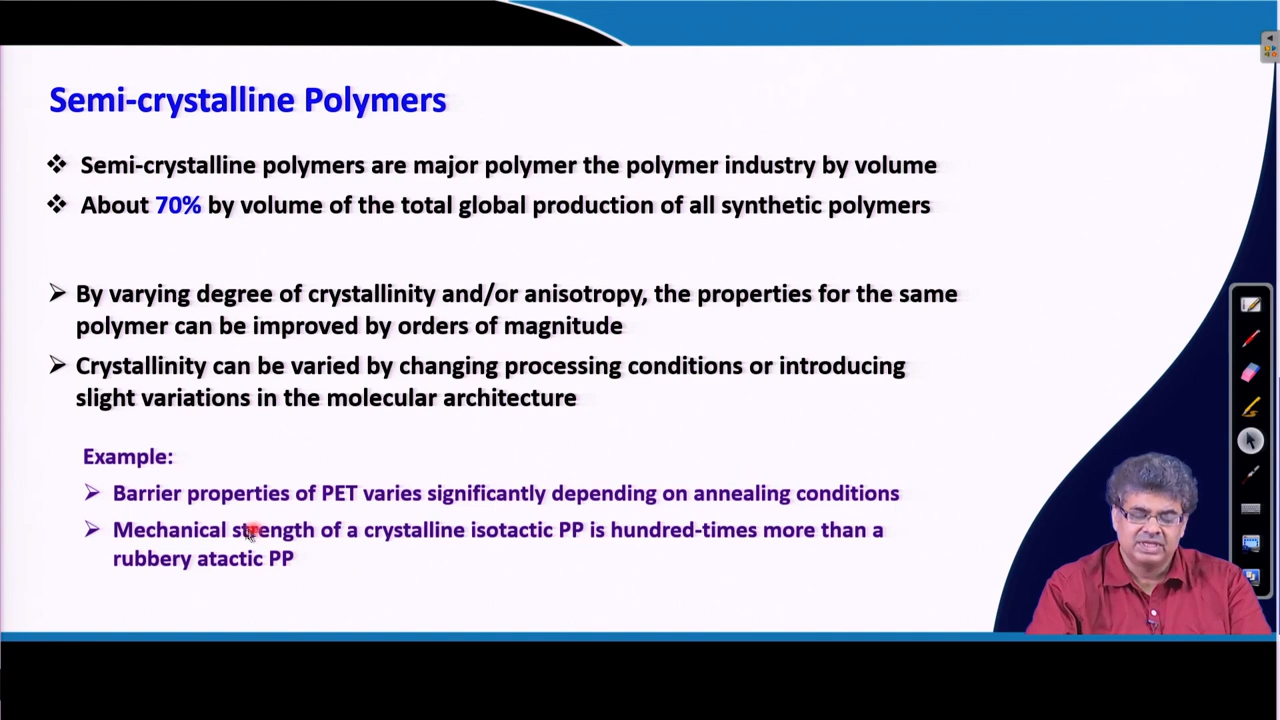 Semi-crystalline Polymers
❖ Semi-crystalline polymers are major polymer the polymer industry by volume
❖ About 70% by volume of the total global production of all synthetic polymers
➢ By varying degree of crystallinity and/or anisotropy, the properties for the same
polymer can be improved by orders of magnitude
➢ Crystallinity can be varied by changing processing conditions or introducing
slight variations in the molecular architecture
Example:
➢ Barrier properties of PET varies significantly depending on annealing conditions
➢ Mechanical strength of a crystalline isotactic PP is hundred-times more than a
rubbery atactic PP